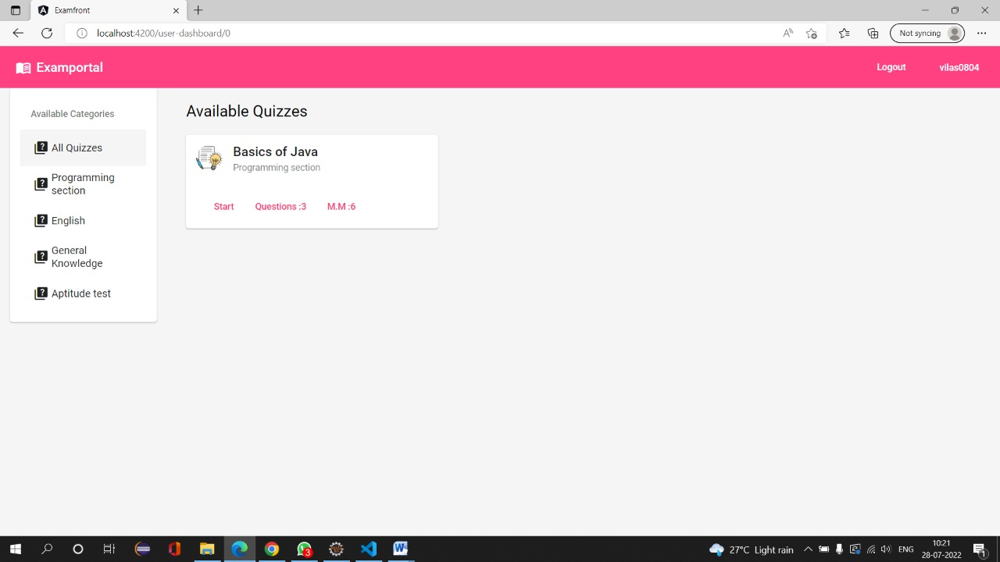 Examfront
localhost:4200/user-dashboard/0
Not syncing
Examportal
Logout
vilas0804
Available Categories
All Quizzes
Programming
section
English
General
Knowledge
Aptitude test
Available Quizzes
Basics of Java
Programming section
Start
Questions :3
M.M :6
3
27°C Light rain
ENG
10:21
28-07-2022
1